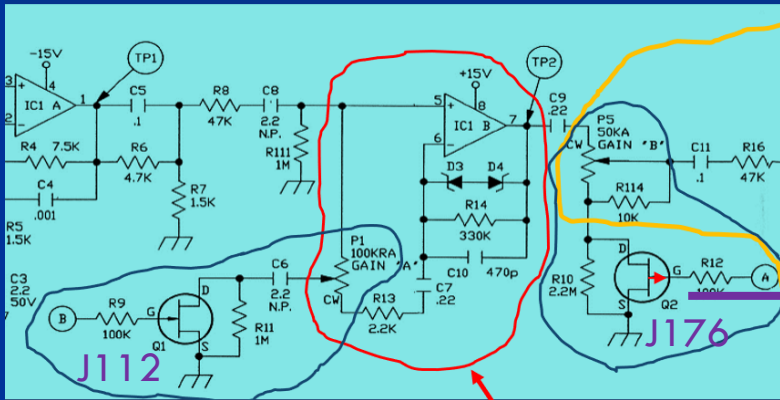 -15V
TP1
3
+
4
IC1 A
1
2
-
C5
.1
R8
47K
C8
2.2
N.P.
R111
1M
R4 7.5K
R6
4.7K
R7
1.5K
C4
.001
R5
1.5K
C3
2.2
50V
B
R9
100K
G
D
S
Q1
R11
1M
C6
2.2
N.P.
J112
P1
100KRA
GAIN "A"
CW
R13
2.2K
+15V
5
+
8
IC1 B
7
6
-
TP2
D3
D4
R14
330K
C10
470p
C7
.22
C9
.22
P5
50KA
GAIN "B"
CW
R114
10K
C11
.1
R16
47K
R10
2.2M
D
G
S
Q2
R12
100K
A
J176